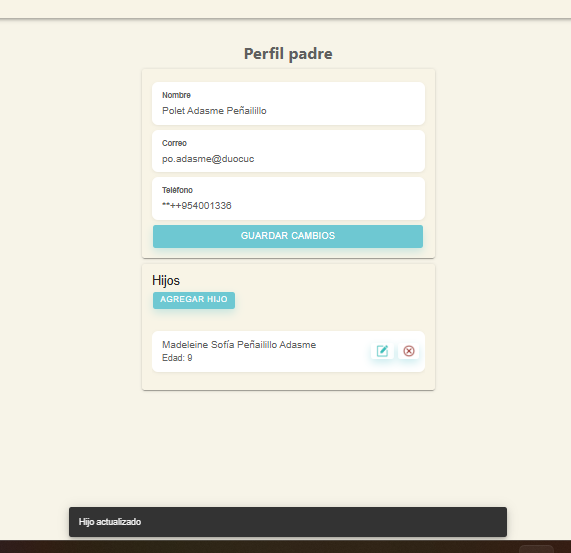 Perfil padre
Nombre
Polet Adasme Peñailillo
Correo
po.adasme@duocuc
Teléfono
**++954001336
GUARDAR CAMBIOS
Hijos
AGREGAR HIJO
Madeleine Sofía Peñailillo Adasme
Edad: 9
Hijo actualizado